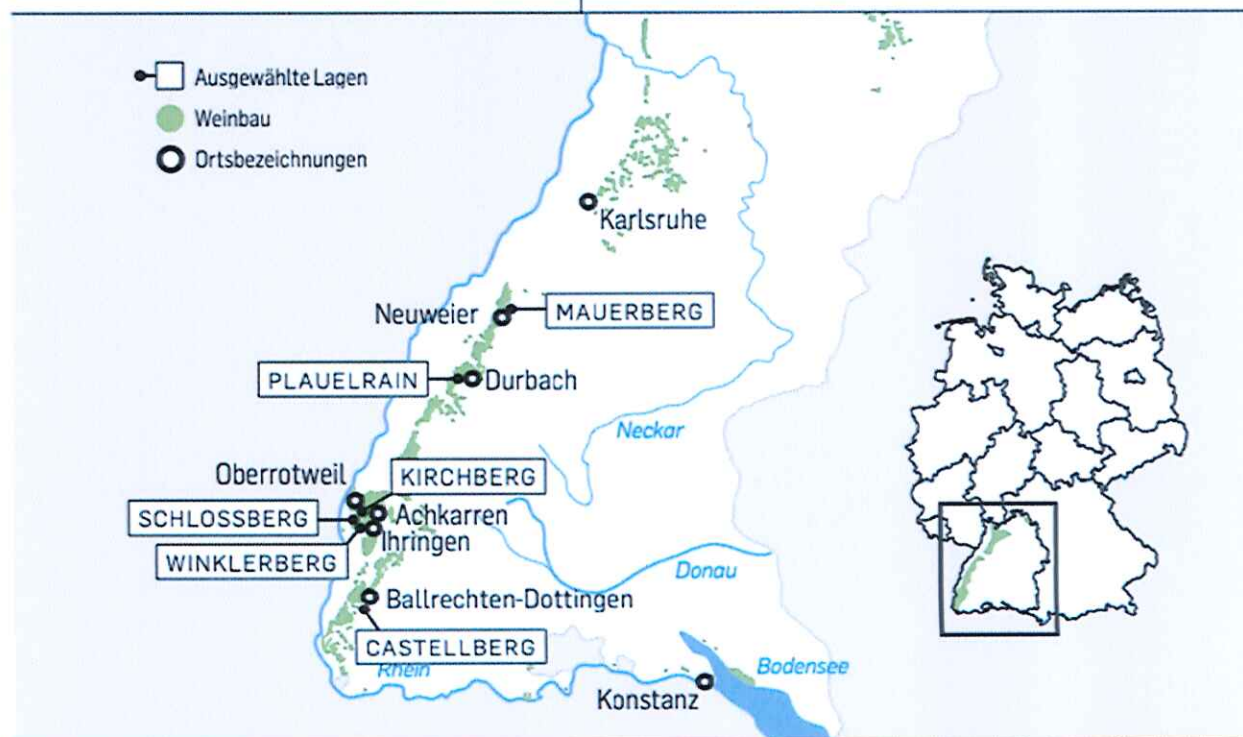 Ausgewählte Lagen
Weinbau
Ortsbezeichnungen
Karlsruhe
Neuweier
MAUERBERG
PLAUELRAIN
Durbach
Neckar
Oberrotweil
KIRCHBERG
SCHLOSSBERG
Achkarren
Ihringen
WINKLERBERG
Donau
Ballrechten-Dottingen
CASTELLBERG
Rhein
Bodensee
Konstanz